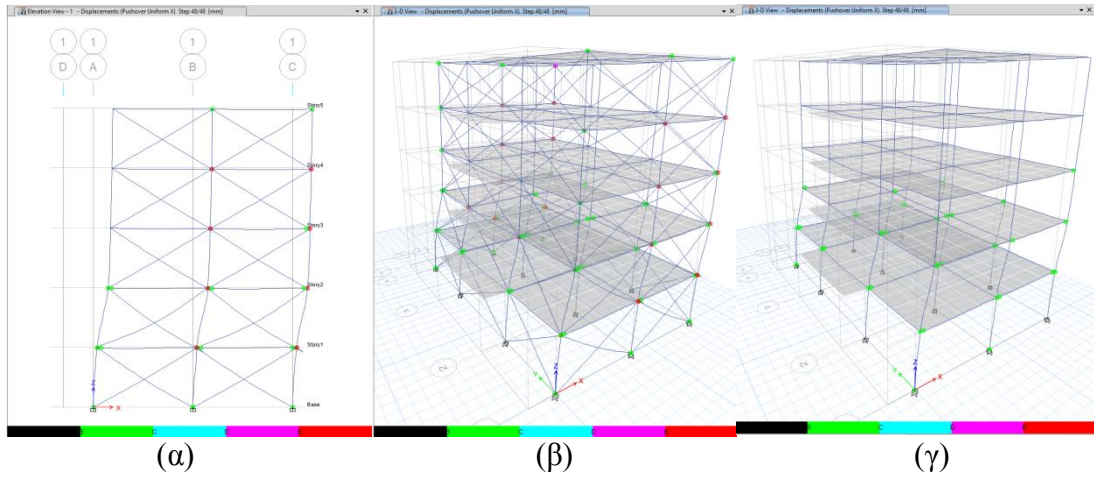 Elevation View - 1 - Displacements (Pushover Uniform X) Step 48/48 [mm]
1 1 1 1
D A B C
Story5
Story4
Story3
Story2
Story1
Z
X
Base
B C D E
(α)
3-D View - Displacements (Pushover Uniform X) Step 48/48 [mm]
Z
Y
X
B C D E
(β)
3-D View - Displacements (Pushover Uniform X) Step 48/48 [mm]
Z
Y
X
B C D E
(γ)